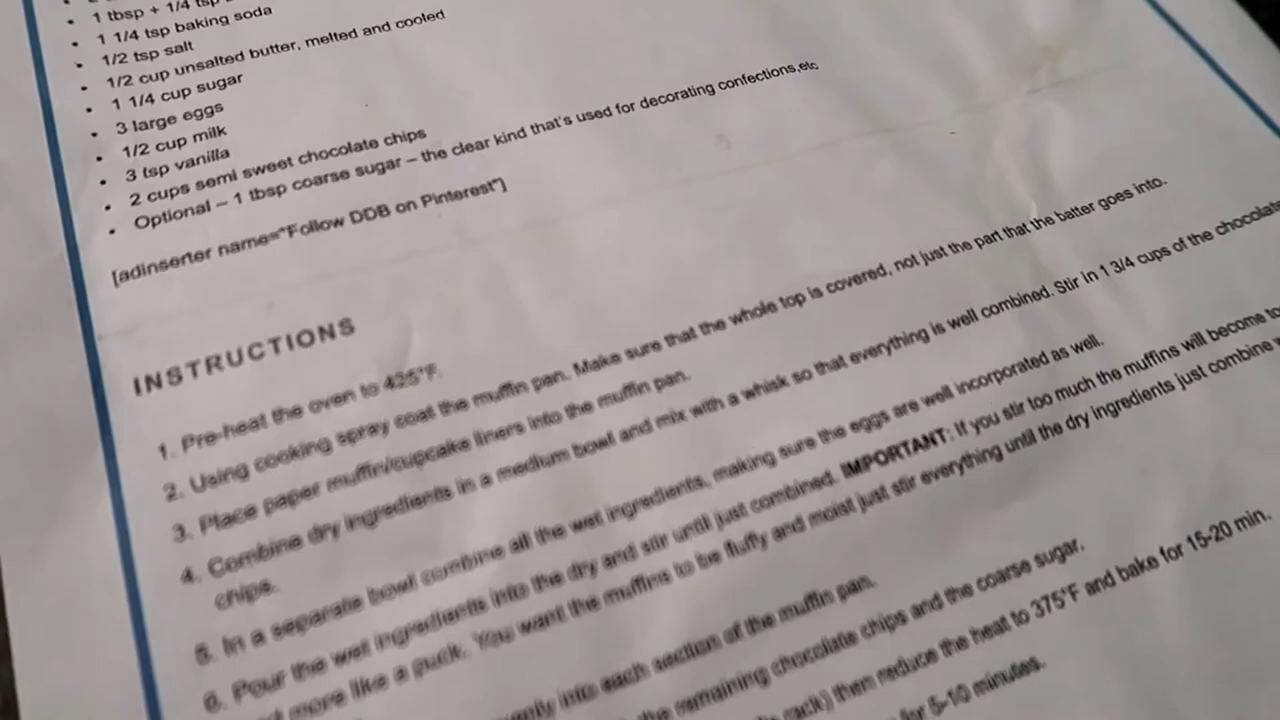 1 tbsp + 1/4 tsp
1 1/4 tsp baking soda
1/2 tsp salt
1/2 cup unsalted butter, melted and cooled
1 1/4 cup sugar
3 large eggs
1/2 cup milk
3 tsp vanilla
2 cups semi sweet chocolate chips
Optional – 1 tbsp coarse sugar – the clear kind that's used for decorating confections,etc
[adinserter name="Follow DDB on Pinterest"]
INSTRUCTIONS
1. Pre-heat the oven to 425°F.
2. Using cooking spray coat the muffin pan. Make sure that the whole top is covered, not just the part that the batter goes into.
3. Place paper muffin/cupcake liners into the muffin pan.
4. Combine dry ingredients in a medium bowl and mix with a whisk so that everything is well combined. Stir in 1 3/4 cups of the chocolate
chips.
5. In a separate bowl combine all the wet ingredients, making sure the eggs are well incorporated as well.
6. Pour the wet ingredients into the dry and stir until just combined. IMPORTANT: If you stir too much the muffins will become
more like a puck. You want the muffins to be fluffy and moist just stir everything until the dry ingredients just combine
into each section of the muffin pan.
remaining chocolate chips and the coarse sugar.
rack) then reduce the heat to 375°F and bake for 15-20 min.
for 5-10 minutes.